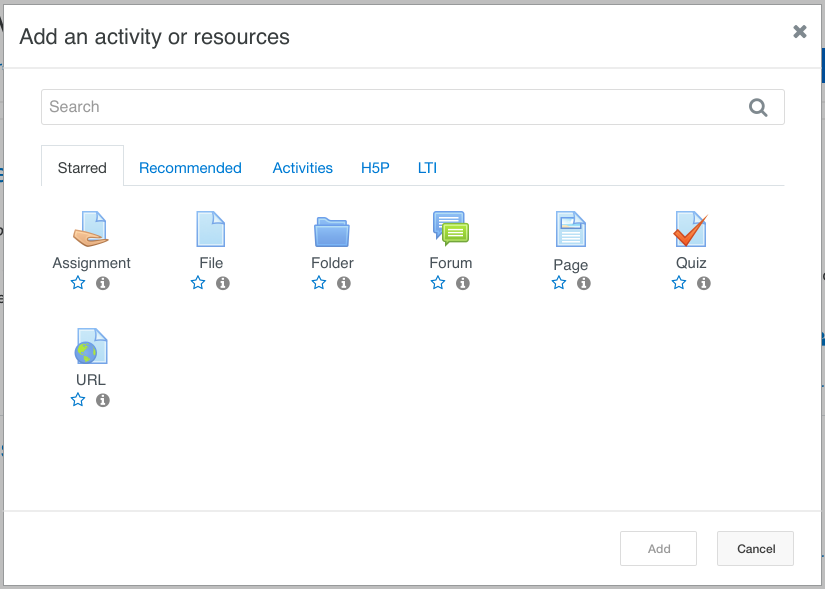 Add an activity or resources
Search
Starred Recommended Activities H5P LTI
Assignment File Folder Forum Page Quiz
URL
Add Cancel